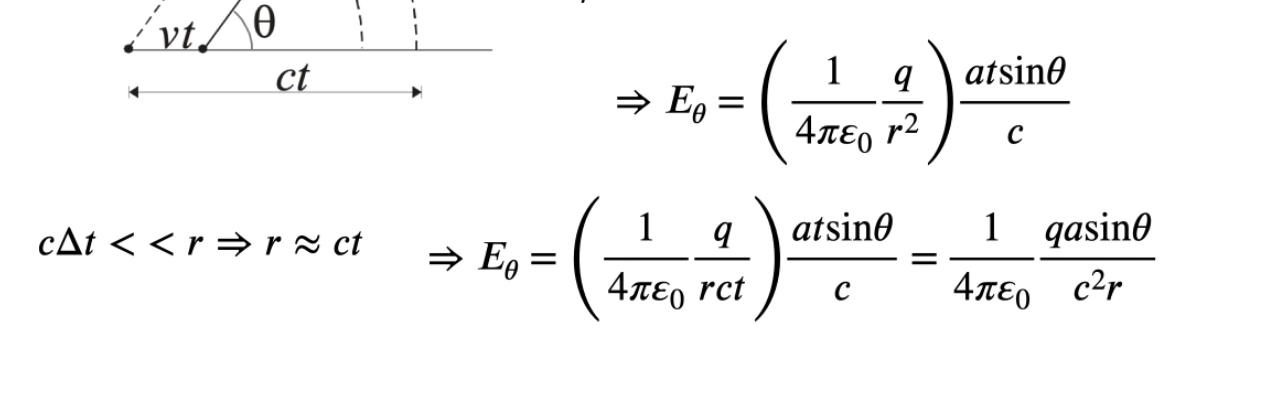 vt θ
ct
⇒ E_θ = (1/4πε₀ q/r²) atsinθ/c
cΔt < < r ⇒ r ≈ ct ⇒ E_θ = (1/4πε₀ q/rct) atsinθ/c = 1/4πε₀ qasinθ/c²r